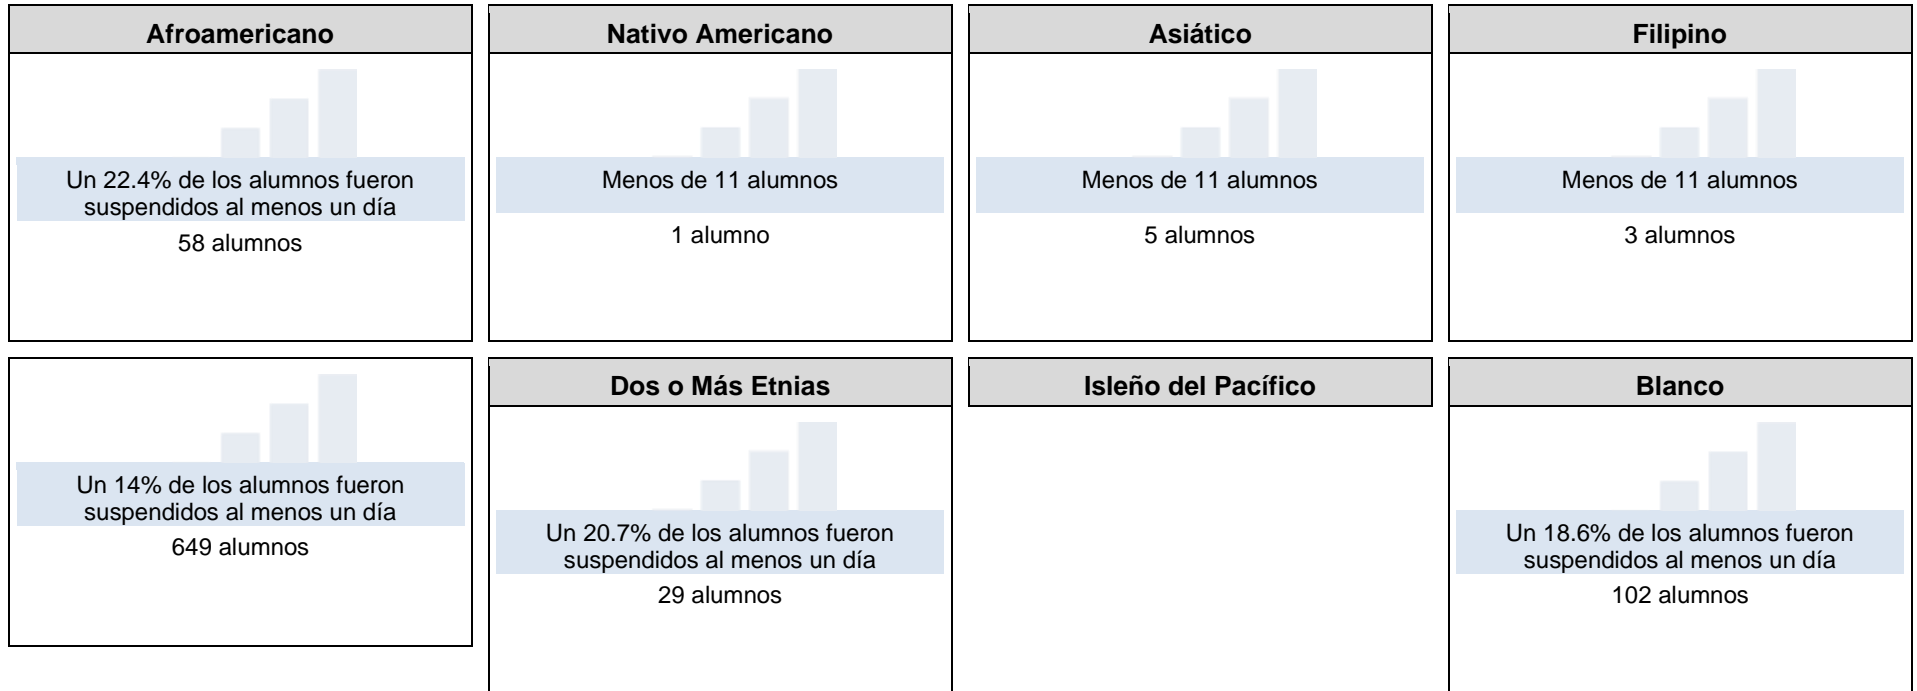 Afroamericano
Un 22.4% de los alumnos fueron
suspendidos al menos un día
58 alumnos
Nativo Americano
Menos de 11 alumnos
1 alumno
Asiático
Menos de 11 alumnos
5 alumnos
Filipino
Menos de 11 alumnos
3 alumnos
Un 14% de los alumnos fueron
suspendidos al menos un día
649 alumnos
Dos o Más Etnias
Un 20.7% de los alumnos fueron
suspendidos al menos un día
29 alumnos
Isleño del Pacífico
Blanco
Un 18.6% de los alumnos fueron
suspendidos al menos un día
102 alumnos